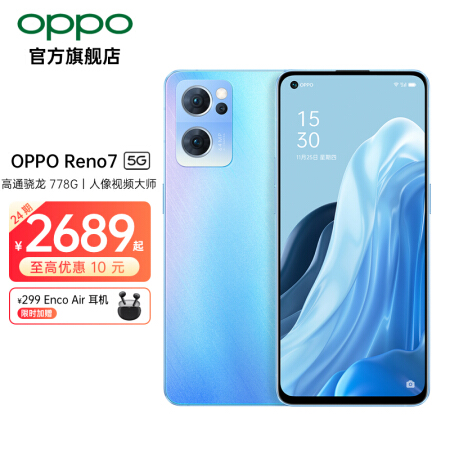 oppo
官方旗舰店
OPPO Reno7 5G
高通骁龙 778G | 人像视频大师
24期
¥2689起
至高优惠 10 元
¥299 Enco Air 耳机
限时加赠
OPPO
15
30